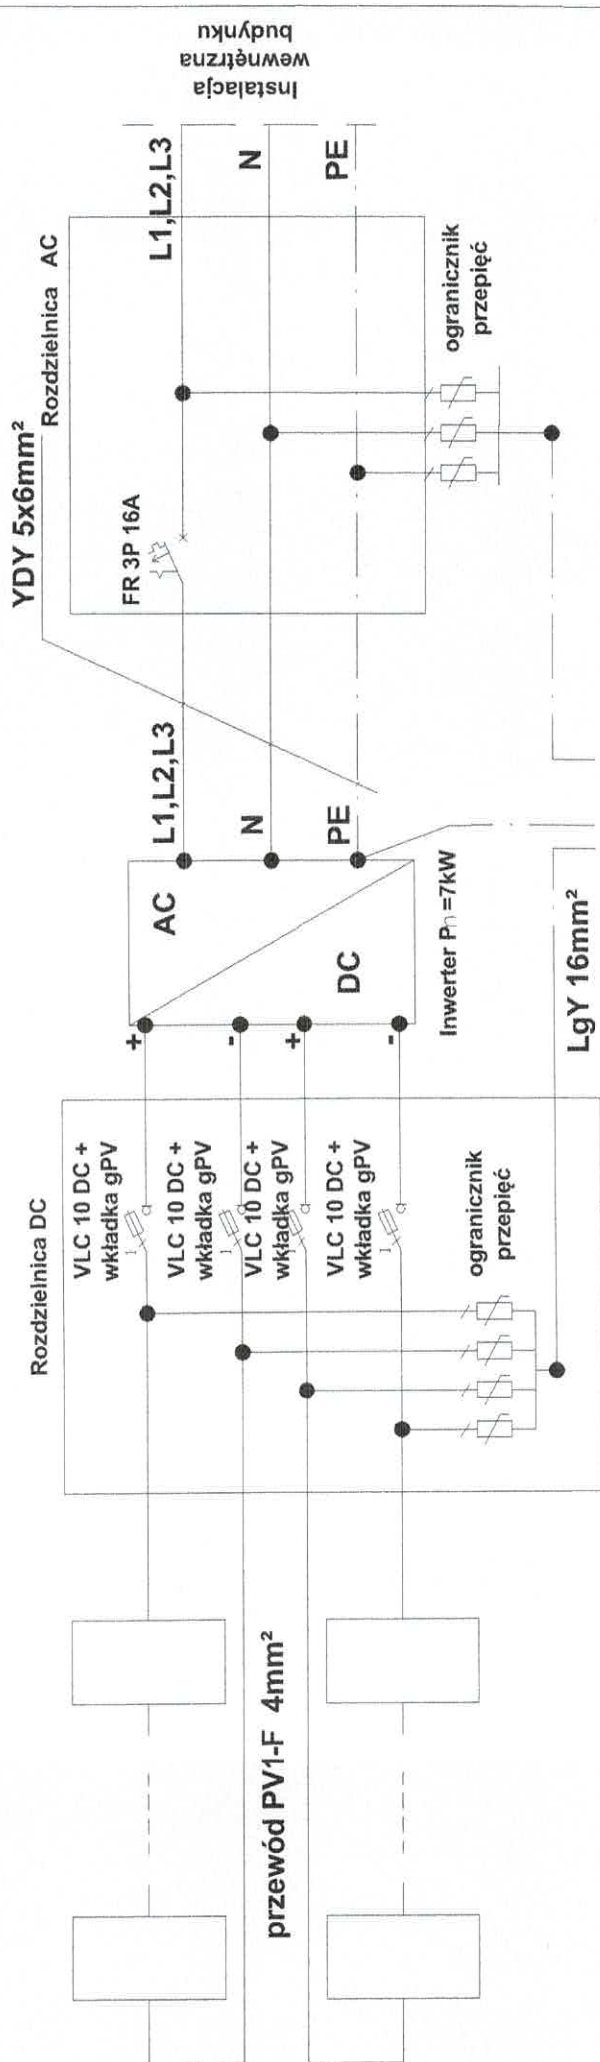 Rozdzielnica DC
VLC 10 DC +
wkładka gPV
VLC 10 DC +
wkładka gPV
VLC 10 DC +
wkładka gPV
VLC 10 DC +
wkładka gPV
ogranicznik
przepięć
przewód PV1-F 4mm²
+
-
+
-
AC
DC
Inwerter Pn=7kW
LgY 16mm²
L1,L2,L3
N
PE
YDY 5x6mm²
Rozdzielnica AC
FR 3P 16A
L1,L2,L3
N
PE
ogranicznik
przepięć
Instalacja
wewnętrzna
budynku